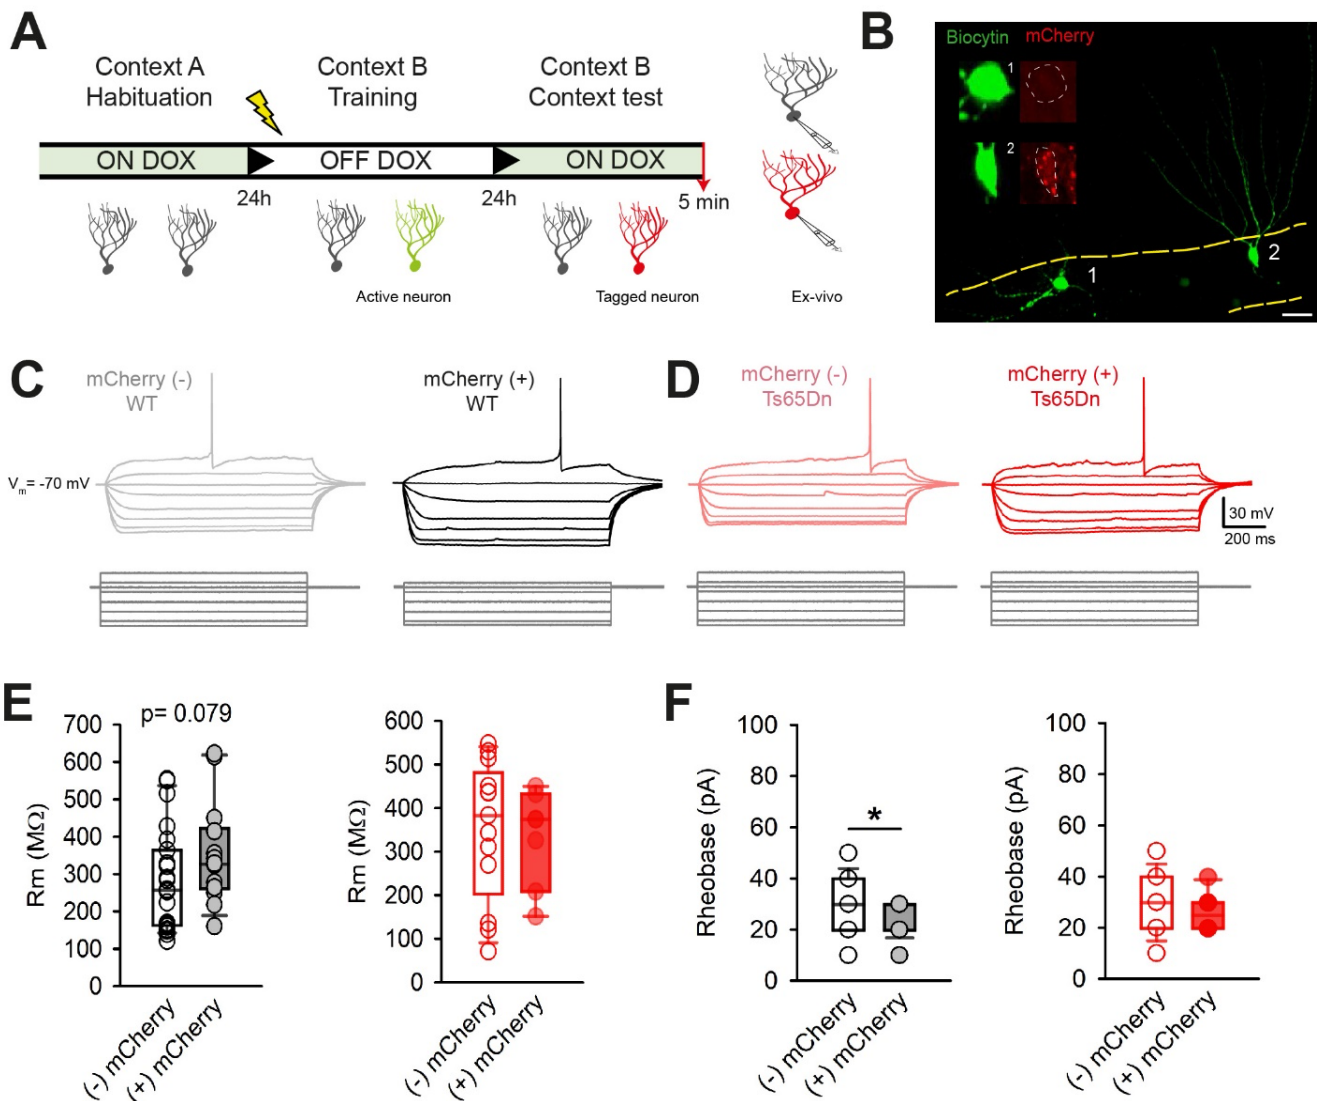 A
Context A
Habituation
Context B
Training
Context B
Context test
ON DOX
OFF DOX
ON DOX
24h
24h
5 min
Active neuron
Tagged neuron
Ex-vivo
B
Biocytin
mCherry
1
2
1
2
C
mCherry (-)
WT
mCherry (+)
WT
Vm= -70 mV
D
mCherry (-)
Ts65Dn
mCherry (+)
Ts65Dn
30 mV
200 ms
E
p= 0.079
Rm (MΩ)
700
600
500
400
300
200
100
0
(-) mCherry
(+) mCherry
Rm (MΩ)
600
500
400
300
200
100
0
(-) mCherry
(+) mCherry
F
Rheobase (pA)
100
80
60
40
20
0
*
(-) mCherry
(+) mCherry
Rheobase (pA)
100
80
60
40
20
0
(-) mCherry
(+) mCherry